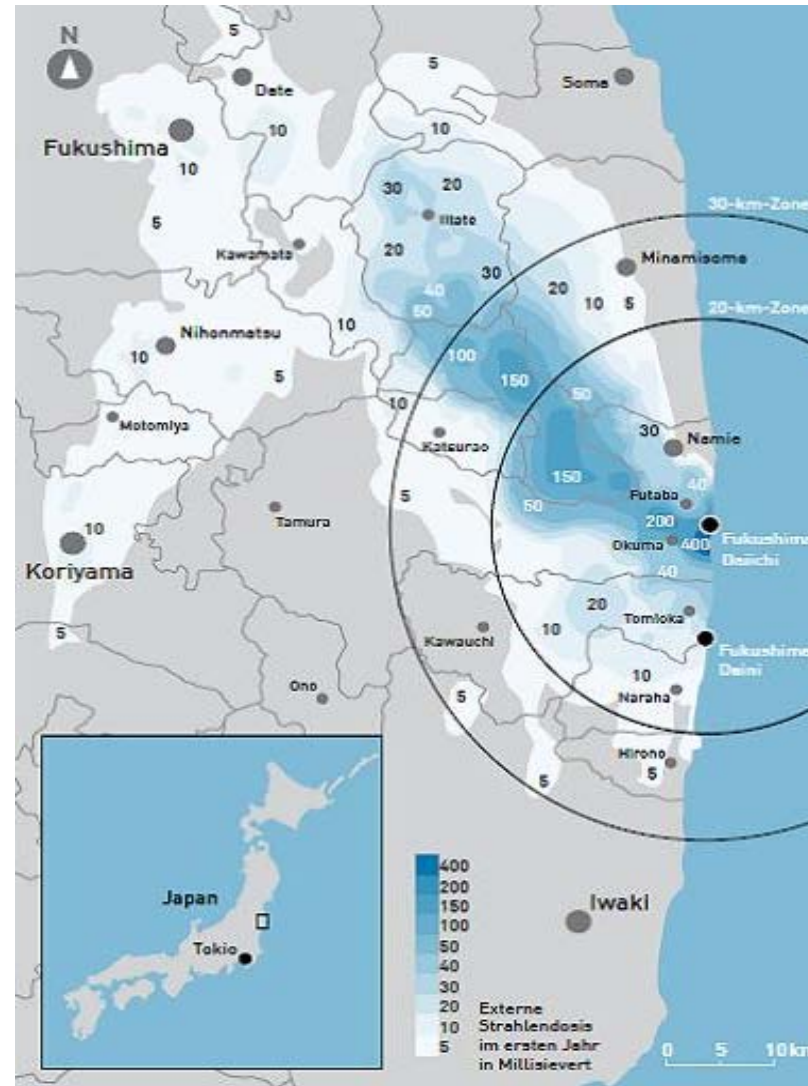 N
5
Date
5
Soma
Fukushima
10
10
10
5
30
20
Iitate
30-km-Zone
Kawamata
20
Minamisoma
30
20
10
5
40
50
20-km-Zone
10
Nihonmatsu
10
100
150
5
50
10
Motomiya
Katsurao
30
Namie
150
40
Futaba
5
50
Tamura
200
10
Okuma
400
Fukushima
Daiichi
Koriyama
40
20
Tomioka
10
5
Kawauchi
Fukushima
Daini
10
Ono
5
Naraha
Hirono
5
5
Japan
Tokio
400
200
150
100
50
40
30
20
10
5
Externe
Strahlendosis
im ersten Jahr
in Millisievert
Iwaki
0 5 10 km